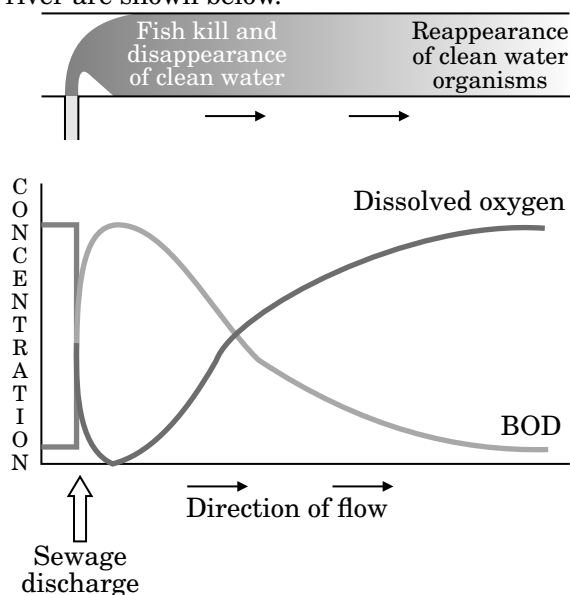 river are shown below.
Fish kill and
disappearance
of clean water
Reappearance
of clean water
organisms
CONCENTRATION
Dissolved oxygen
BOD
Direction of flow
Sewage
discharge